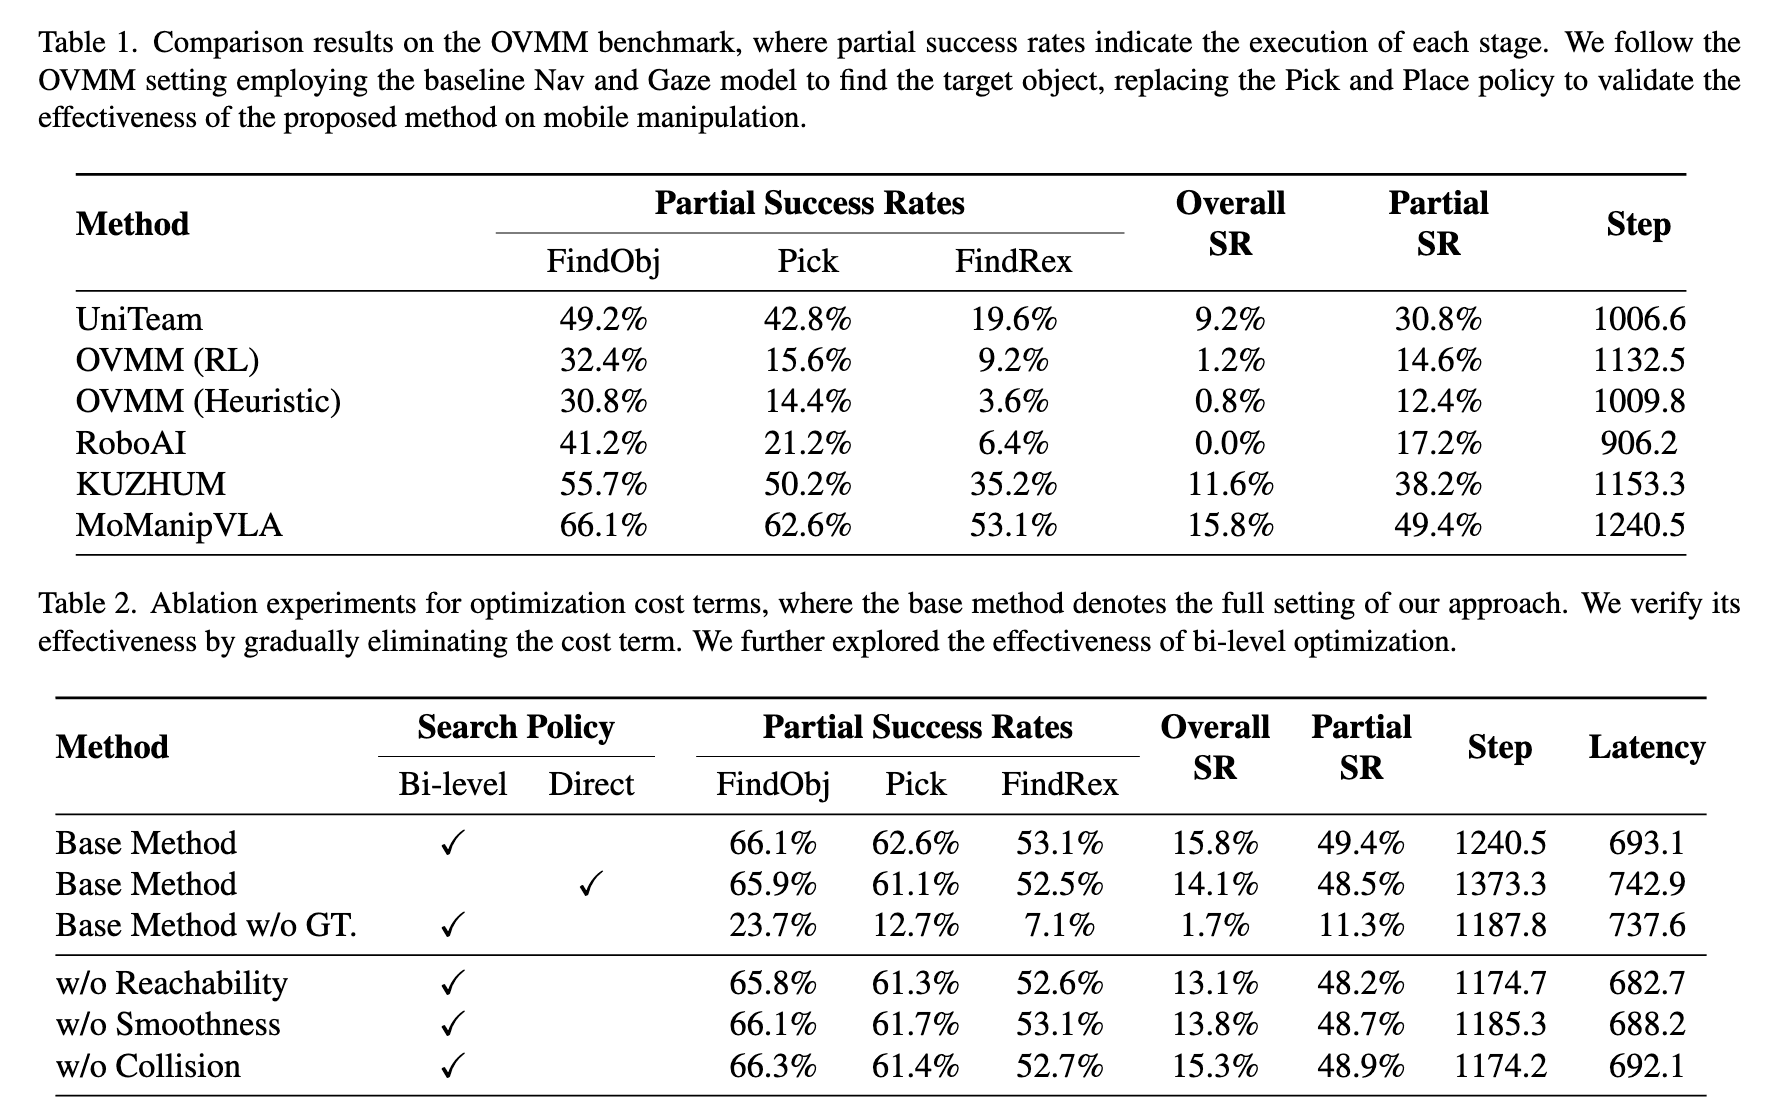 Table 1. Comparison results on the OVMM benchmark, where partial success rates indicate the execution of each stage. We follow the
OVMM setting employing the baseline Nav and Gaze model to find the target object, replacing the Pick and Place policy to validate the
effectiveness of the proposed method on mobile manipulation.
Method Partial Success Rates Overall SR Partial SR Step
FindObj Pick FindRex
UniTeam 49.2% 42.8% 19.6% 9.2% 30.8% 1006.6
OVMM (RL) 32.4% 15.6% 9.2% 1.2% 14.6% 1132.5
OVMM (Heuristic) 30.8% 14.4% 3.6% 0.8% 12.4% 1009.8
RoboAI 41.2% 21.2% 6.4% 0.0% 17.2% 906.2
KUZHUM 55.7% 50.2% 35.2% 11.6% 38.2% 1153.3
MoManipVLA 66.1% 62.6% 53.1% 15.8% 49.4% 1240.5
Table 2. Ablation experiments for optimization cost terms, where the base method denotes the full setting of our approach. We verify its
effectiveness by gradually eliminating the cost term. We further explored the effectiveness of bi-level optimization.
Method Search Policy Partial Success Rates Overall SR Partial SR Step Latency
Bi-level Direct FindObj Pick FindRex
Base Method ✓ 66.1% 62.6% 53.1% 15.8% 49.4% 1240.5 693.1
Base Method ✓ 65.9% 61.1% 52.5% 14.1% 48.5% 1373.3 742.9
Base Method w/o GT. ✓ 23.7% 12.7% 7.1% 1.7% 11.3% 1187.8 737.6
w/o Reachability ✓ 65.8% 61.3% 52.6% 13.1% 48.2% 1174.7 682.7
w/o Smoothness ✓ 66.1% 61.7% 53.1% 13.8% 48.7% 1185.3 688.2
w/o Collision ✓ 66.3% 61.4% 52.7% 15.3% 48.9% 1174.2 692.1